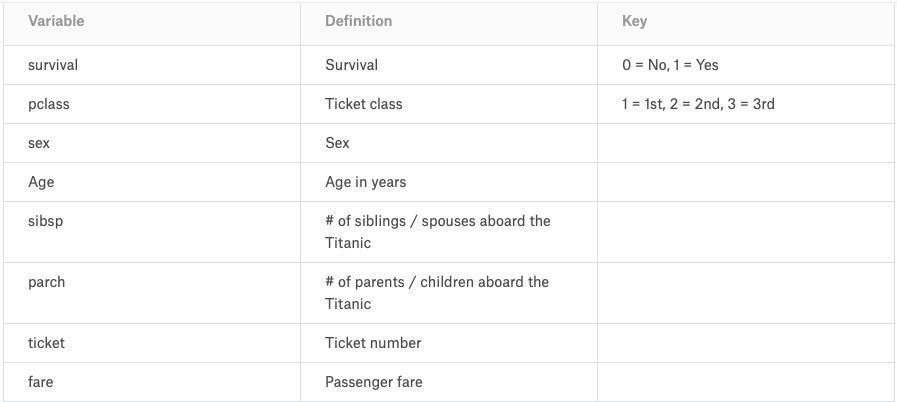 Variable Definition Key
survival Survival 0 = No, 1 = Yes
pclass Ticket class 1 = 1st, 2 = 2nd, 3 = 3rd
sex Sex
Age Age in years
sibsp # of siblings / spouses aboard the
Titanic
parch # of parents / children aboard the
Titanic
ticket Ticket number
fare Passenger fare